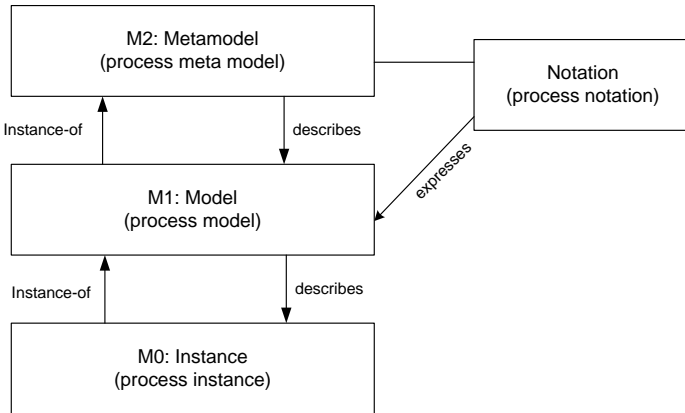 M2: Metamodel
(process meta model)
Notation
(process notation)
Instance-of
describes
expresses
M1: Model
(process model)
Instance-of
describes
M0: Instance
(process instance)